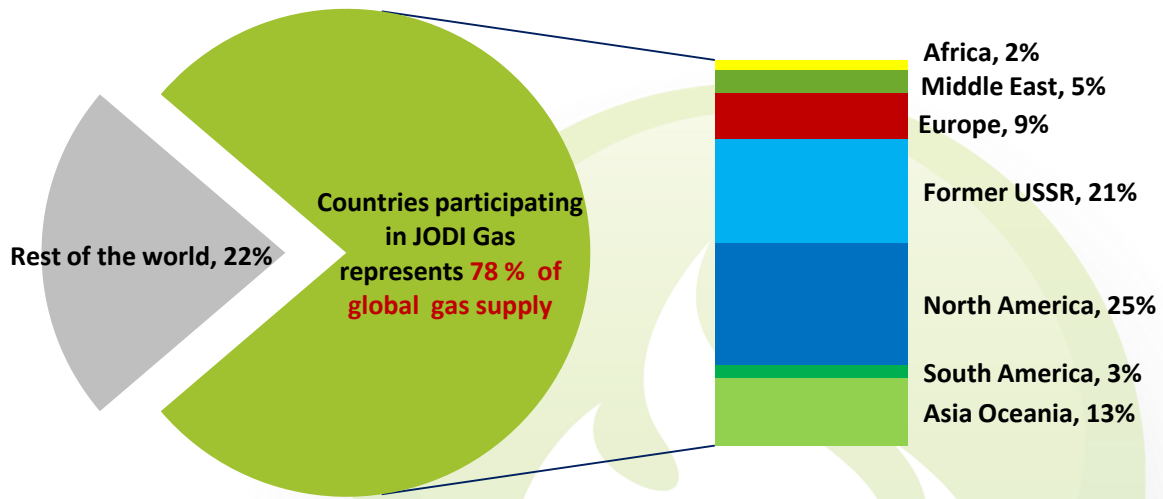 Rest of the world, 22%
Countries participating
in JODI Gas
represents 78 % of
global gas supply
Africa, 2%
Middle East, 5%
Europe, 9%
Former USSR, 21%
North America, 25%
South America, 3%
Asia Oceania, 13%